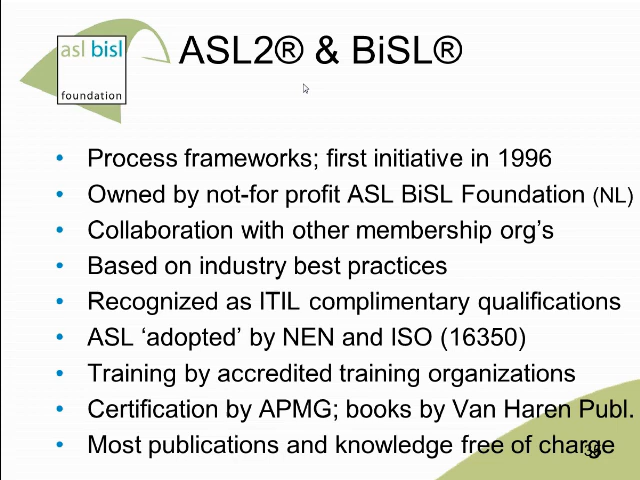 asl bisl
foundation
ASL2® & BiSL®
• Process frameworks; first initiative in 1996
• Owned by not-for profit ASL BiSL Foundation (NL)
• Collaboration with other membership org’s
• Based on industry best practices
• Recognized as ITIL complimentary qualifications
• ASL ‘adopted’ by NEN and ISO (16350)
• Training by accredited training organizations
• Certification by APMG; books by Van Haren Publ.
• Most publications and knowledge free of charge